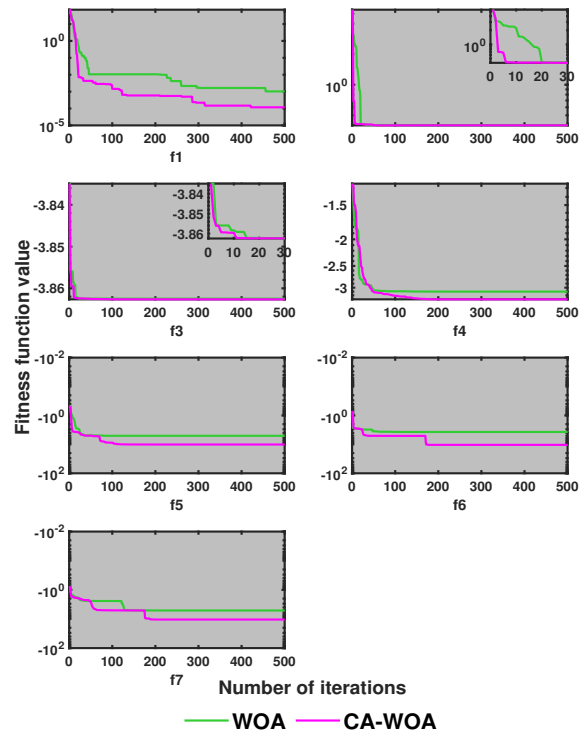 10^0
10^-5
0 100 200 300 400 500
f1
10^0
10^0
0 10 20 30
0 100 200 300 400 500
-3.84
-3.85
-3.86
-3.84
-3.85
-3.86
0 10 20 30
0 100 200 300 400 500
f3
-1.5
-2
-2.5
-3
0 100 200 300 400 500
f4
Fitness function value
-10^-2
-10^0
-10^2
0 100 200 300 400 500
f5
-10^-2
-10^0
-10^2
0 100 200 300 400 500
f6
-10^-2
-10^0
-10^2
0 100 200 300 400 500
f7
Number of iterations
WOA CA-WOA